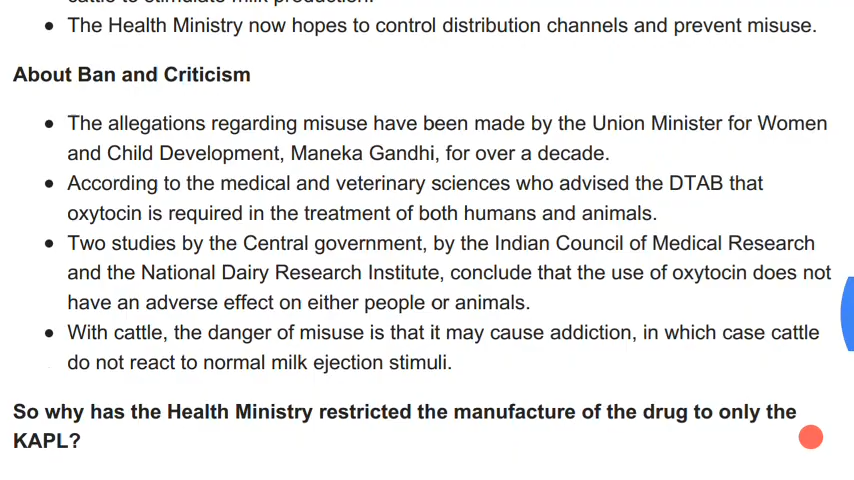 ● The Health Ministry now hopes to control distribution channels and prevent misuse.
About Ban and Criticism
● The allegations regarding misuse have been made by the Union Minister for Women
and Child Development, Maneka Gandhi, for over a decade.
● According to the medical and veterinary sciences who advised the DTAB that
oxytocin is required in the treatment of both humans and animals.
● Two studies by the Central government, by the Indian Council of Medical Research
and the National Dairy Research Institute, conclude that the use of oxytocin does not
have an adverse effect on either people or animals.
● With cattle, the danger of misuse is that it may cause addiction, in which case cattle
do not react to normal milk ejection stimuli.
So why has the Health Ministry restricted the manufacture of the drug to only the
KAPL?